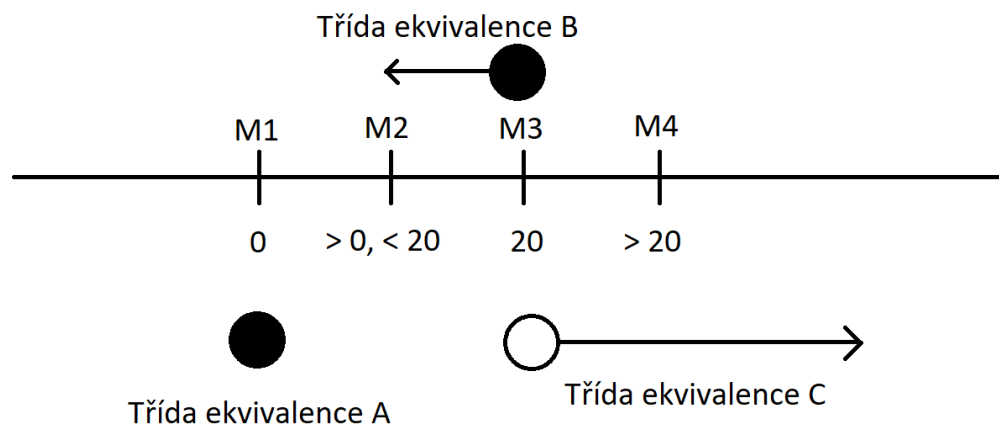 Třída ekvivalence B
M1 M2 M3 M4
0 > 0, < 20 20 > 20
Třída ekvivalence C
Třída ekvivalence A